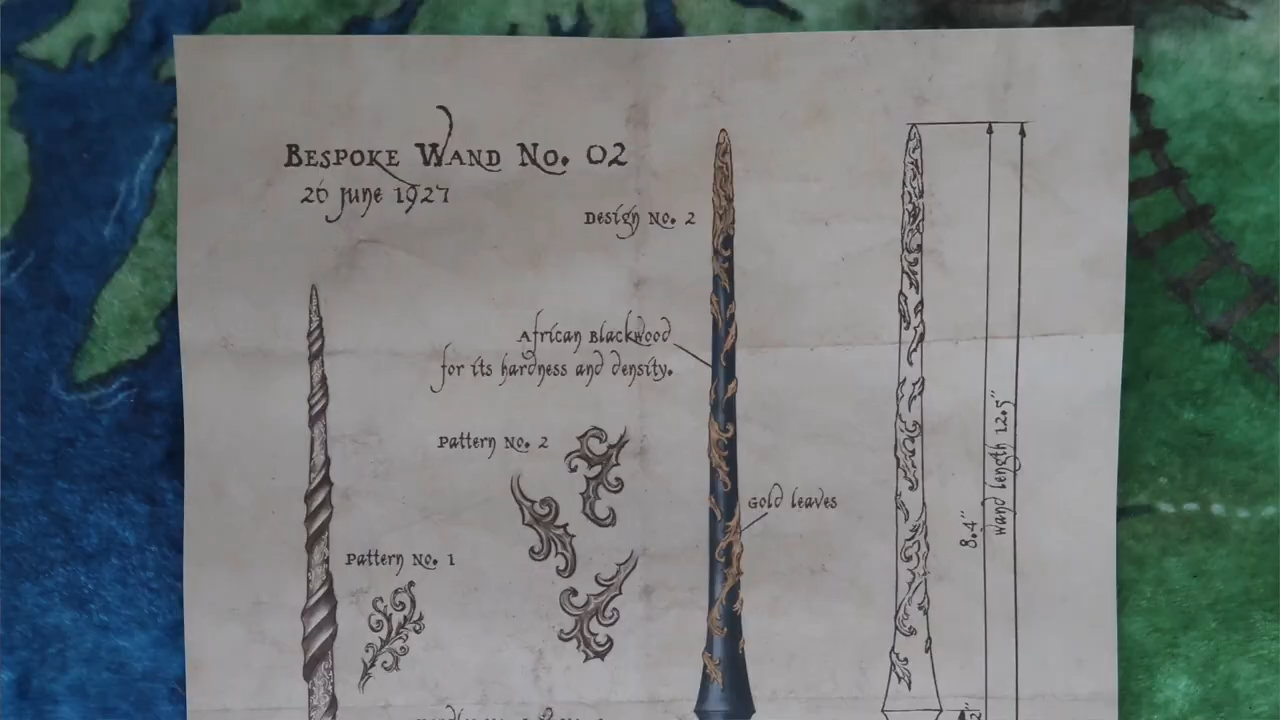 Bespoke Wand No. 02
26 June 1927
Design No. 2
African Blackwood
for its hardness and density.
Pattern No. 2
Gold leaves
Pattern No. 1
8.4"
wand length 12.5"